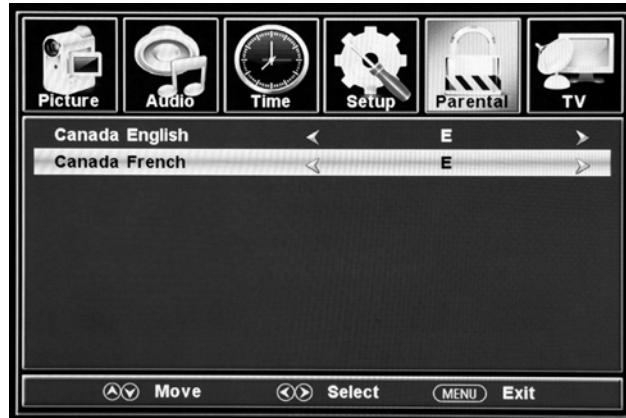 Picture Audio Time Setup Parental TV
Canada English E
Canada French E
Move Select MENU Exit